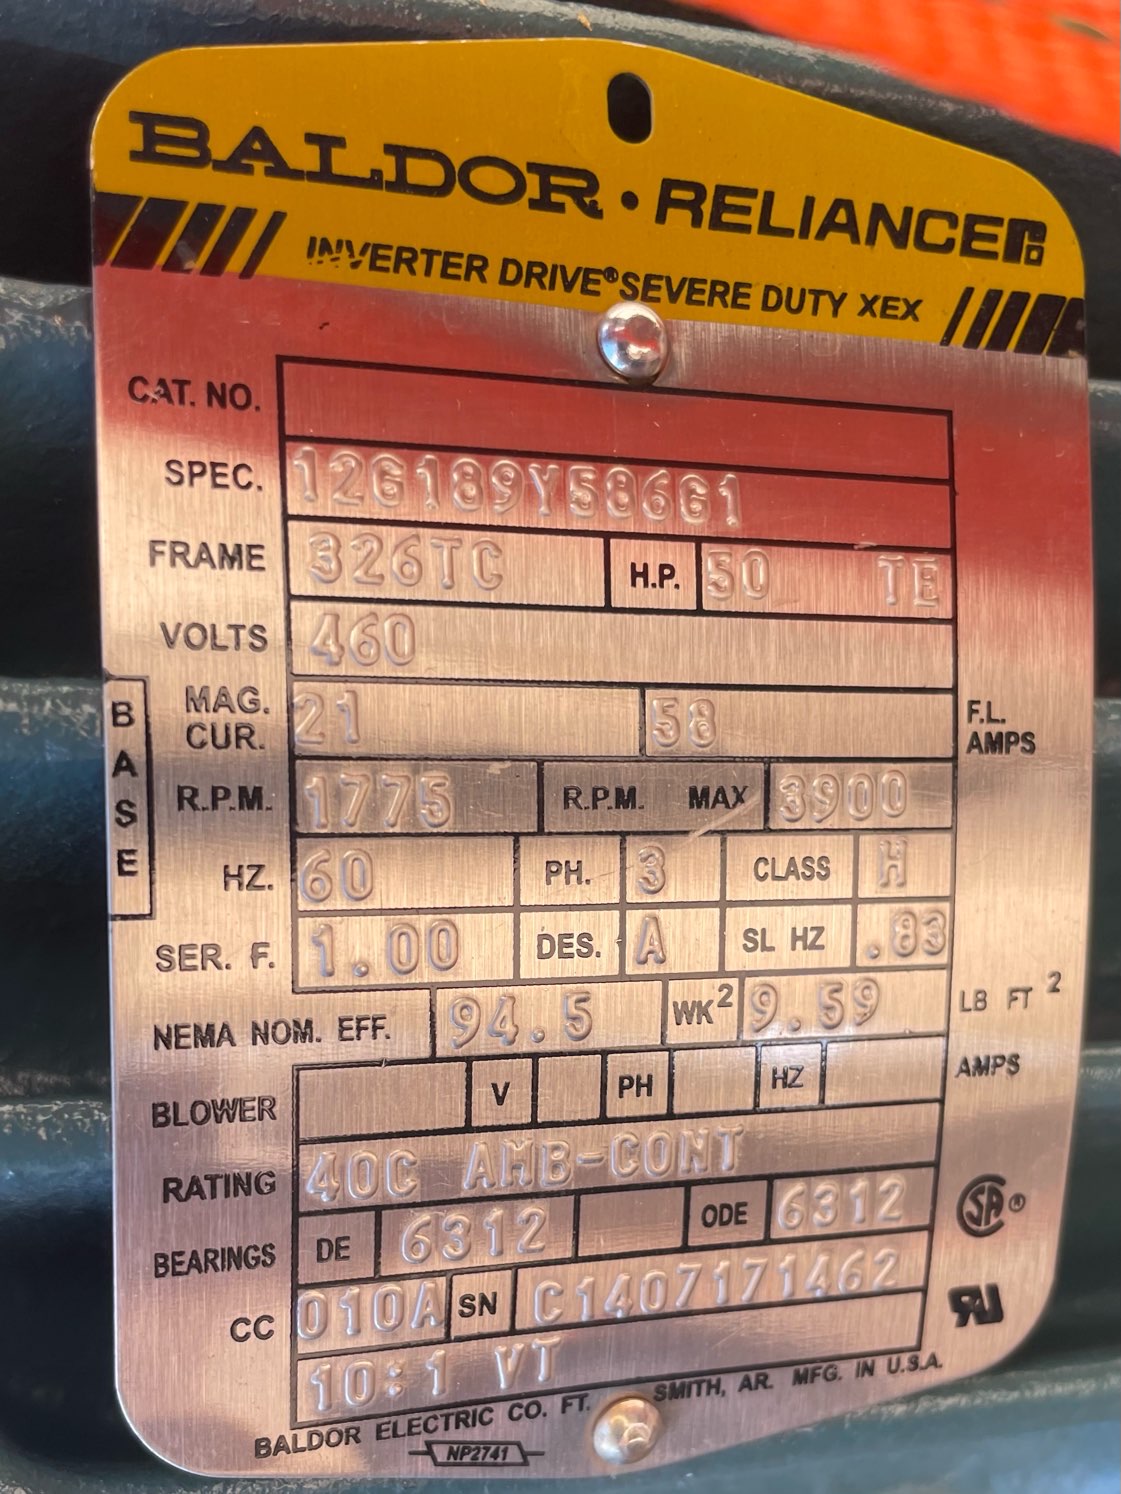 BALDOR • RELIANCE
INVERTER DRIVE® SEVERE DUTY XEX
CAT. NO.
SPEC. 12G189Y586G1
FRAME 326TC H.P. 50 TE
VOLTS 460
MAG. CUR. 21 58 F.L. AMPS
BASE
R.P.M. 1775 R.P.M. MAX 3900
HZ. 60 PH. 3 CLASS H
SER. F. 1.00 DES. A SL HZ .83
NEMA NOM. EFF. 94.5 WK² 9.59 LB FT ²
BLOWER V PH HZ AMPS
RATING 40C AMB-CONT
BEARINGS DE 6312 ODE 6312
CC 010A SN C1407171462
10:1 VT
BALDOR ELECTRIC CO. FT. SMITH, AR. MFG. IN U.S.A.
NP2741
SA®